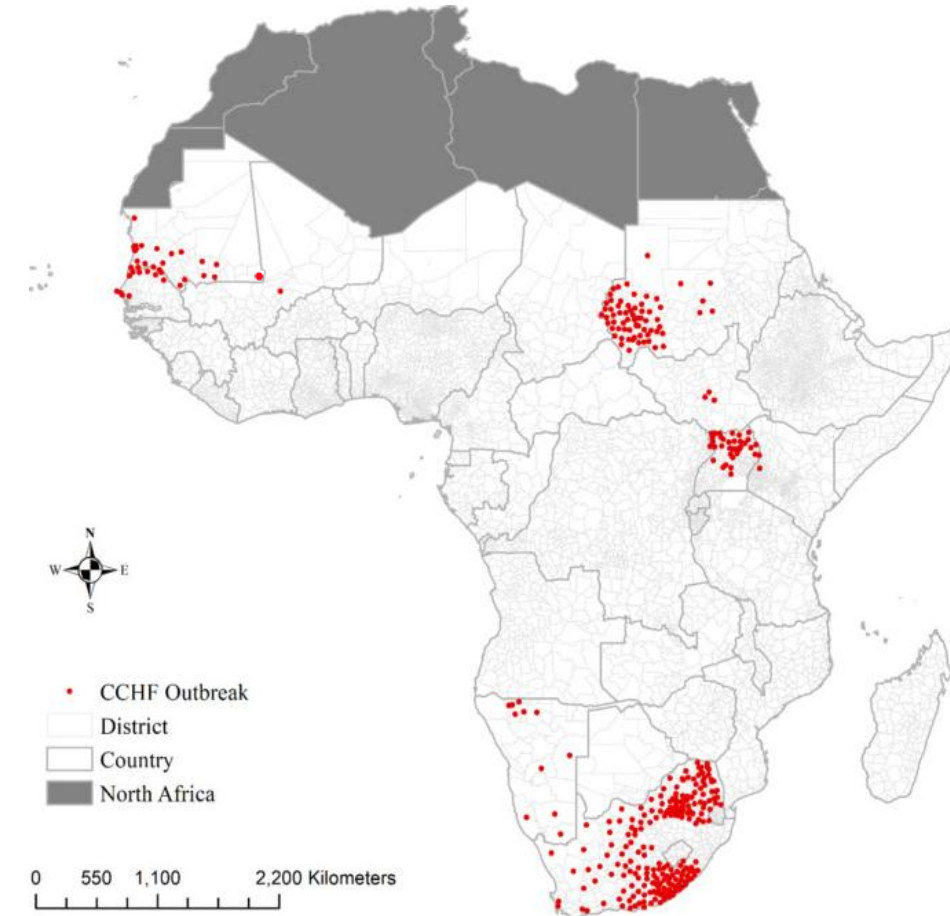 N
W E
S
CCHF Outbreak
District
Country
North Africa
0 550 1,100 2,200 Kilometers